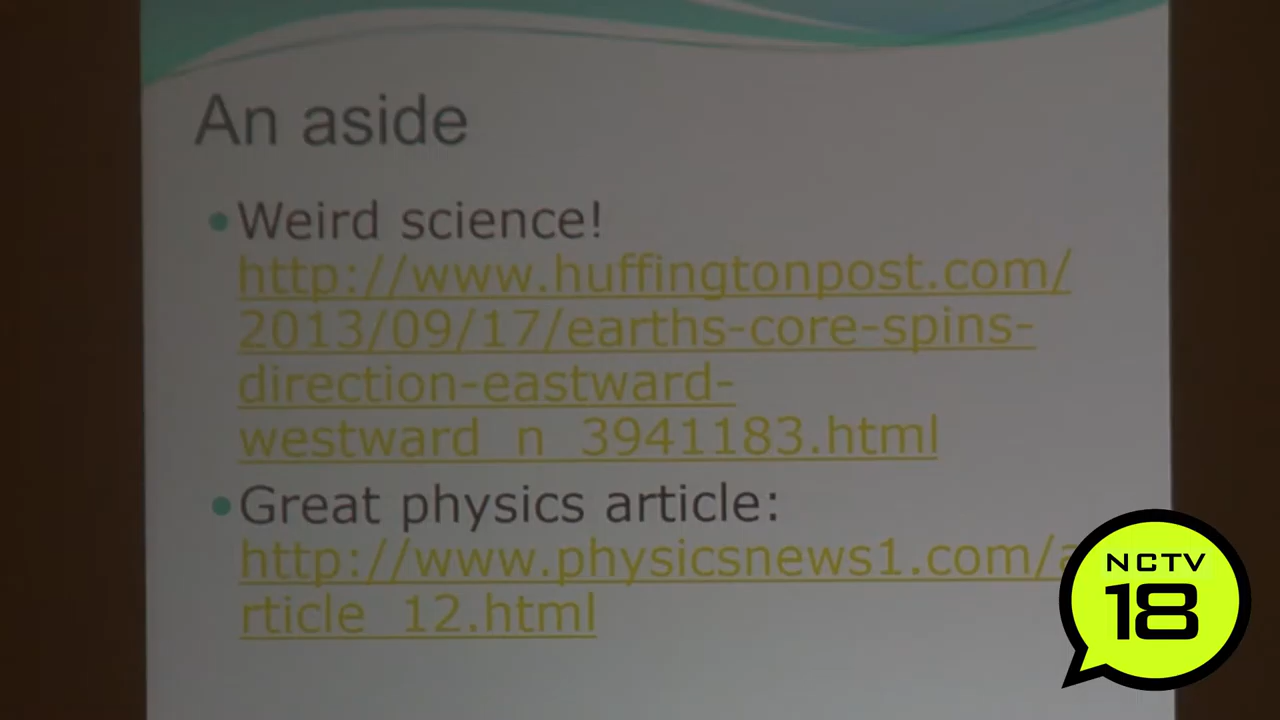 An aside
Weird science!
http://www.huffingtonpost.com/
2013/09/17/earths-core-spins-
direction-eastward-
westward_n_3941183.html
Great physics article:
http://www.physicsnews1.com/a
rticle_12.html
NCTV
18